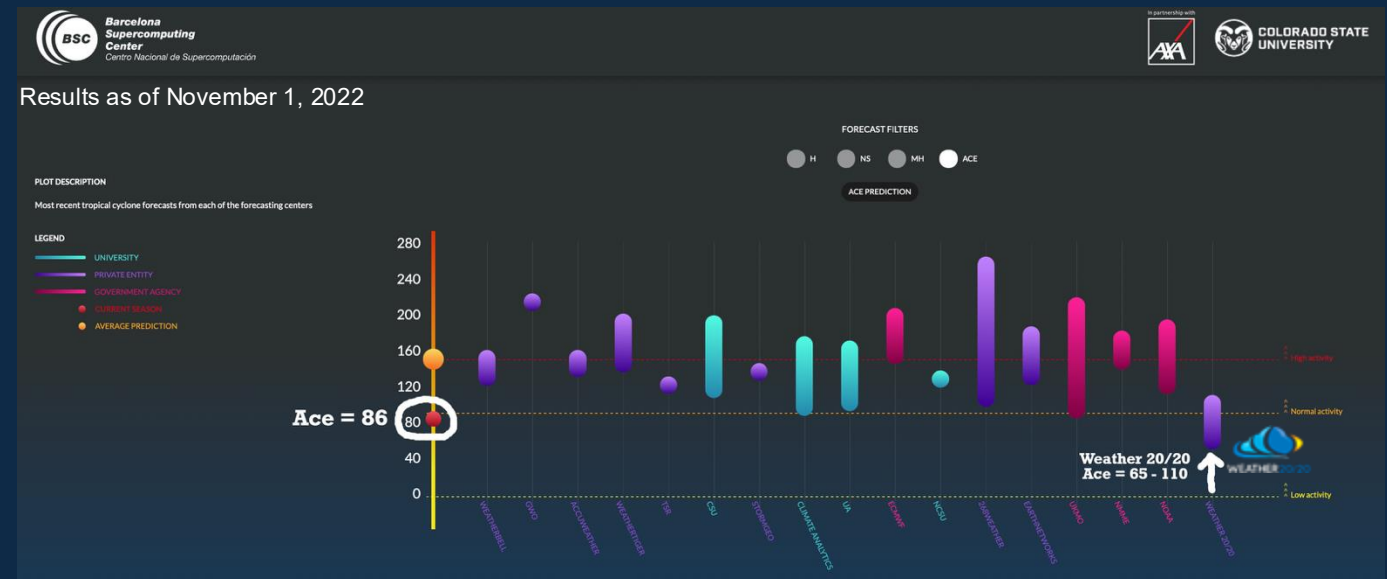 BSC
Barcelona
Supercomputing
Center
Centro Nacional de Supercomputación
in partnership with
AXA
COLORADO STATE
UNIVERSITY
Results as of November 1, 2022
FORECAST FILTERS
H NS MH ACE
ACE PREDICTION
PLOT DESCRIPTION
Most recent tropical cyclone forecasts from each of the forecasting centers
LEGEND
UNIVERSITY
PRIVATE ENTITY
GOVERNMENT AGENCY
CURRENT SEASON
AVERAGE PREDICTION
280
240
200
160
120
80
40
0
Ace = 86
High activity
Normal activity
Low activity
Weather 20/20
Ace = 65 - 110
WEATHER 20/20
WEATHERBELL
GWO
ACCUWEATHER
WEATHERTIGER
TSR
CSU
STORMGEO
CLIMATE ANALYTICS
UA
ECMWF
NCSU
26RWEATHER
EARTHNETWORKS
UKMO
NMME
NOAA
WEATHER 20/20